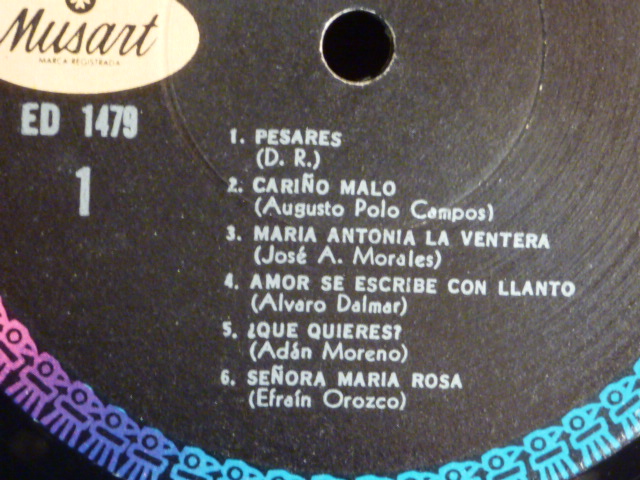 Musart
MARCA REGISTRADA
ED 1479
1
1. PESARES
(D. R.)
2. CARIÑO MALO
(Augusto Polo Campos)
3. MARIA ANTONIA LA VENTERA
(José A. Morales)
4. AMOR SE ESCRIBE CON LLANTO
(Alvaro Dalmar)
5. ¿QUE QUIERES?
(Adán Moreno)
6. SEÑORA MARIA ROSA
(Efraín Orozco)